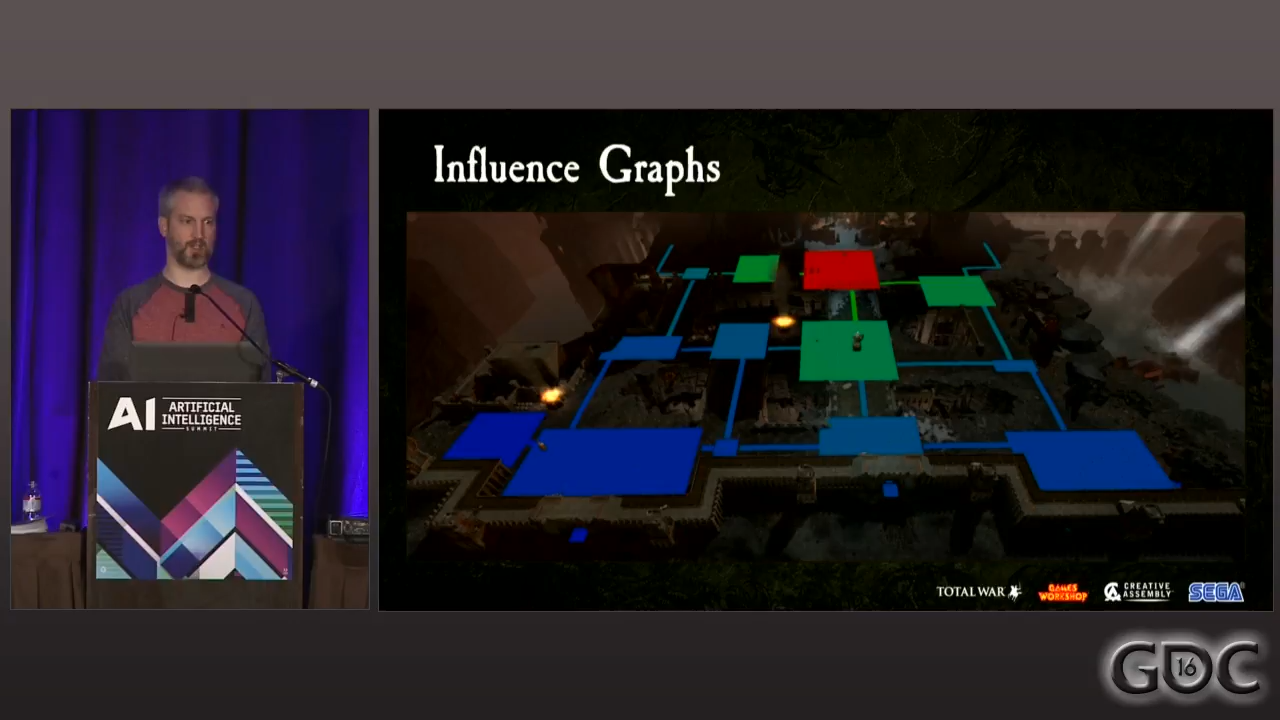 Influence Graphs
AI ARTIFICIAL
INTELLIGENCE
SUMMIT
TOTAL WAR
GAMES
WORKSHOP
CREATIVE
ASSEMBLY
SEGA
GDC
16